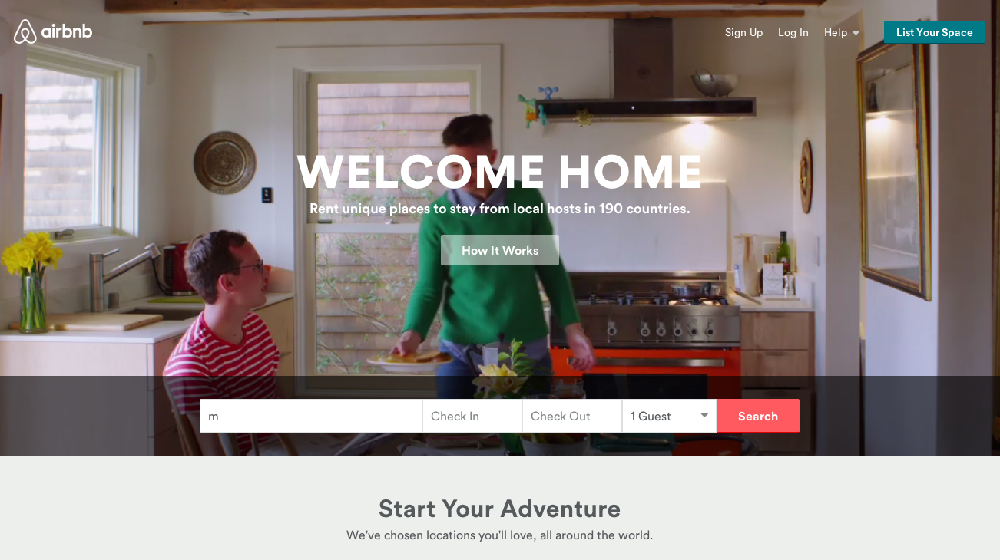 airbnb
Sign Up
Log In
Help
List Your Space
WELCOME HOME
Rent unique places to stay from local hosts in 190 countries.
How It Works
m
Check In
Check Out
1 Guest
Search
Start Your Adventure
We've chosen locations you'll love, all around the world.